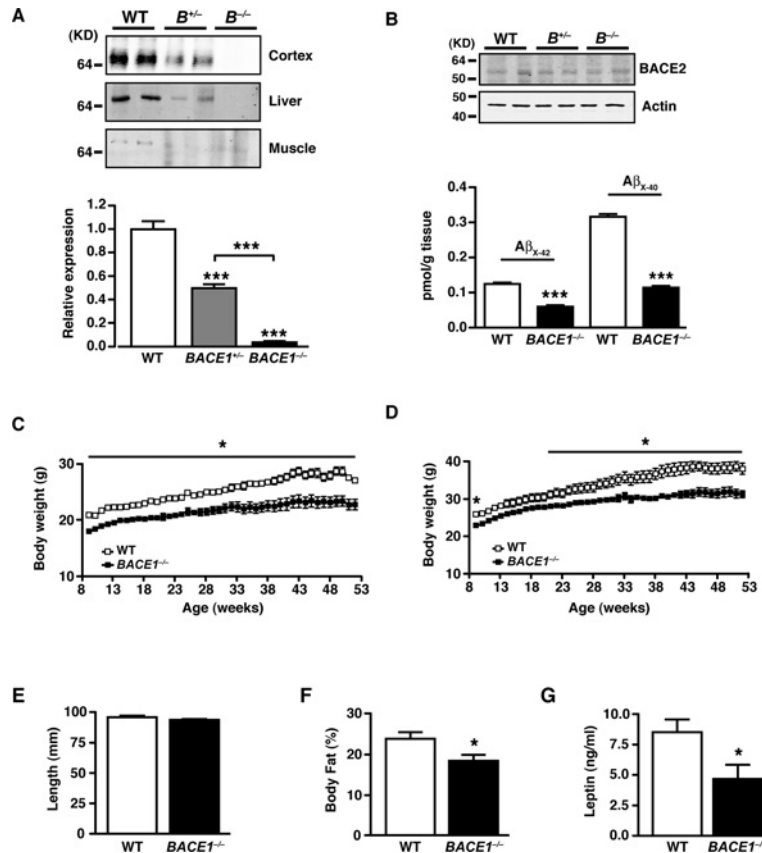 A
WT B+/– B–/–
(KD)
64 Cortex
64 Liver
64 Muscle
Relative expression
1.2
1.0
0.8
0.6
0.4
0.2
0.0
***
***
***
WT BACE1+/– BACE1–/–
B
(KD) WT B+/– B–/–
64
50
BACE2
50
40
Actin
pmol/g tissue
0.4
0.3
0.2
0.1
0.0
AβX-42
***
AβX-40
***
WT BACE1–/– WT BACE1–/–
C
*
Body weight (g)
30
20
10
WT
BACE1–/–
8 13 18 23 28 33 38 43 48 53
Age (weeks)
D
*
*
Body weight (g)
40
30
20
10
WT
BACE1–/–
8 13 18 23 28 33 38 43 48 53
Age (weeks)
E
Length (mm)
100
75
50
25
0
WT BACE1–/–
F
Body Fat (%)
30
20
10
0
*
WT BACE1–/–
G
Leptin (ng/ml)
10.0
7.5
5.0
2.5
0.0
*
WT BACE1–/–